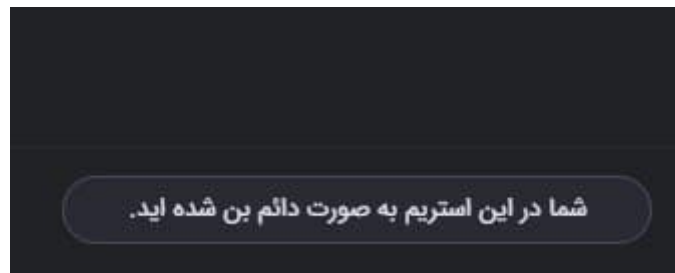 شما در این استریم به صورت دائم بن شده اید.